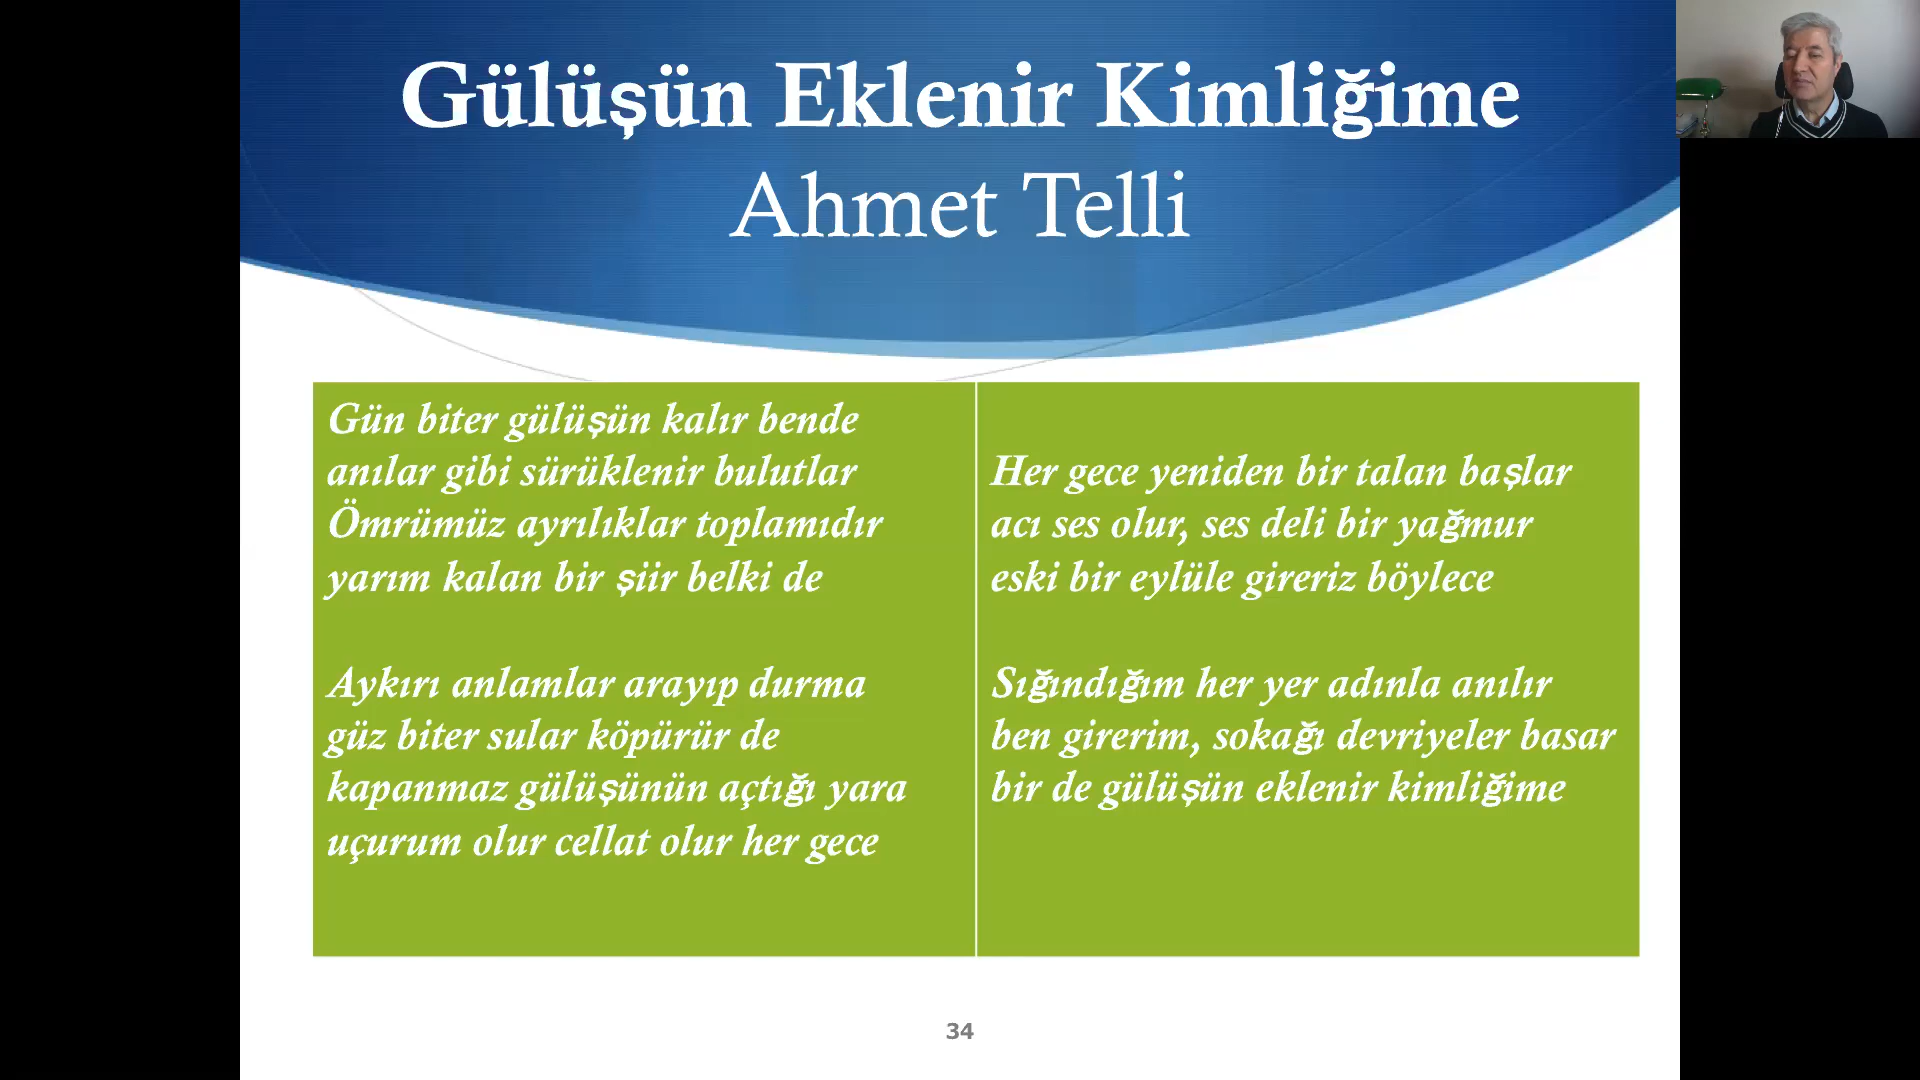 Gülüşün Eklenir Kimliğime
Ahmet Telli
Gün biter gülüşün kalır bende
anılar gibi sürüklenir bulutlar
Ömrümüz ayrılıklar toplamıdır
yarım kalan bir şiir belki de
Aykırı anlamlar arayıp durma
güz biter sular köpürür de
kapanmaz gülüşünün açtığı yara
uçurum olur cellat olur her gece
Her gece yeniden bir talan başlar
acı ses olur, ses deli bir yağmur
eski bir eylüle gireriz böylece
Sığındığım her yer adınla anılır
ben girerim, sokağı devriyeler basar
bir de gülüşün eklenir kimliğime
34